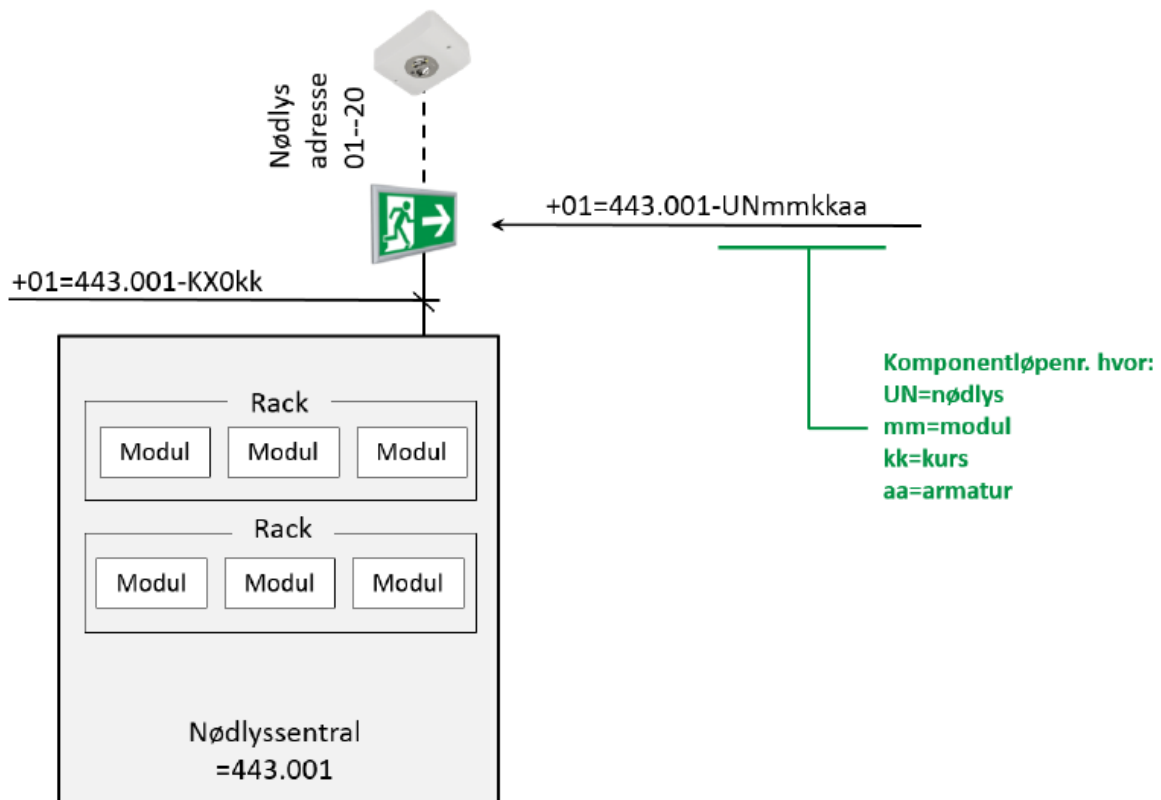 Nødlys
adresse
01--20
+01=443.001-UNmmkkaa
+01=443.001-KX0kk
Komponentløpenr. hvor:
UN=nødlys
mm=modul
kk=kurs
aa=armatur
Rack
Modul Modul Modul
Rack
Modul Modul Modul
Nødlyssentral
=443.001